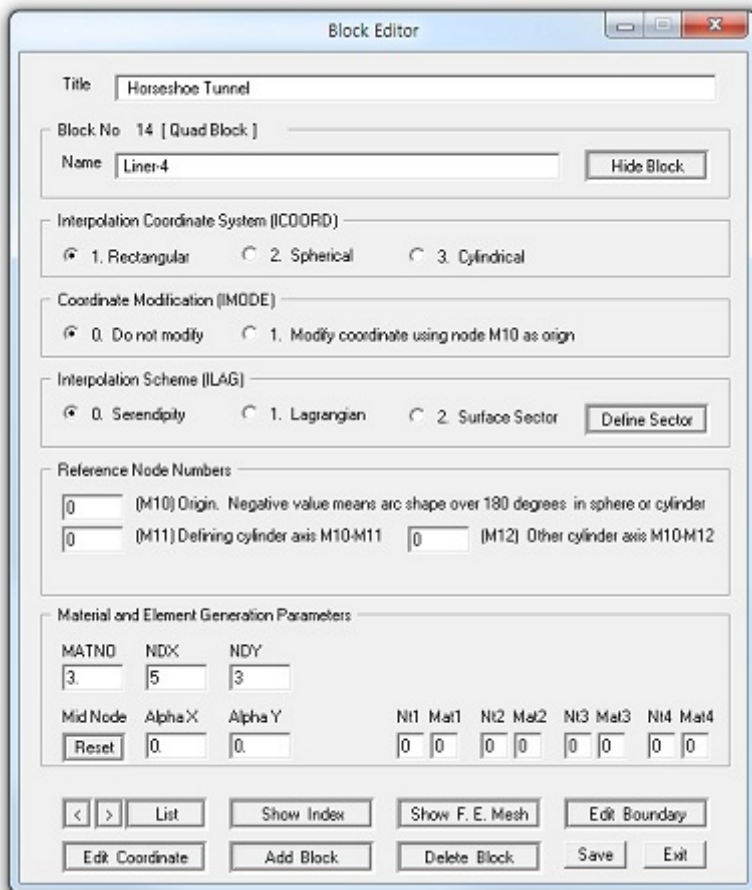 Block Editor
Title Horseshoe Tunnel
Block No 14 [ Quad Block ]
Name Liner-4 Hide Block
Interpolation Coordinate System (ICOORD)
1. Rectangular 2. Spherical 3. Cylindrical
Coordinate Modification (IMODE)
0. Do not modify 1. Modify coordinate using node M10 as orign
Interpolation Scheme (ILAG)
0. Serendipity 1. Lagrangian 2. Surface Sector Define Sector
Reference Node Numbers
0 (M10) Origin. Negative value means arc shape over 180 degrees in sphere or cylinder
0 (M11) Defining cylinder axis M10-M11 0 (M12) Other cylinder axis M10-M12
Material and Element Generation Parameters
MATNO NDX NDY
3. 5 3
Mid Node Alpha X Alpha Y Nt1 Mat1 Nt2 Mat2 Nt3 Mat3 Nt4 Mat4
Reset 0. 0. 0 0 0 0 0 0 0 0
< > List Show Index Show F. E. Mesh Edit Boundary
Edit Coordinate Add Block Delete Block Save Exit